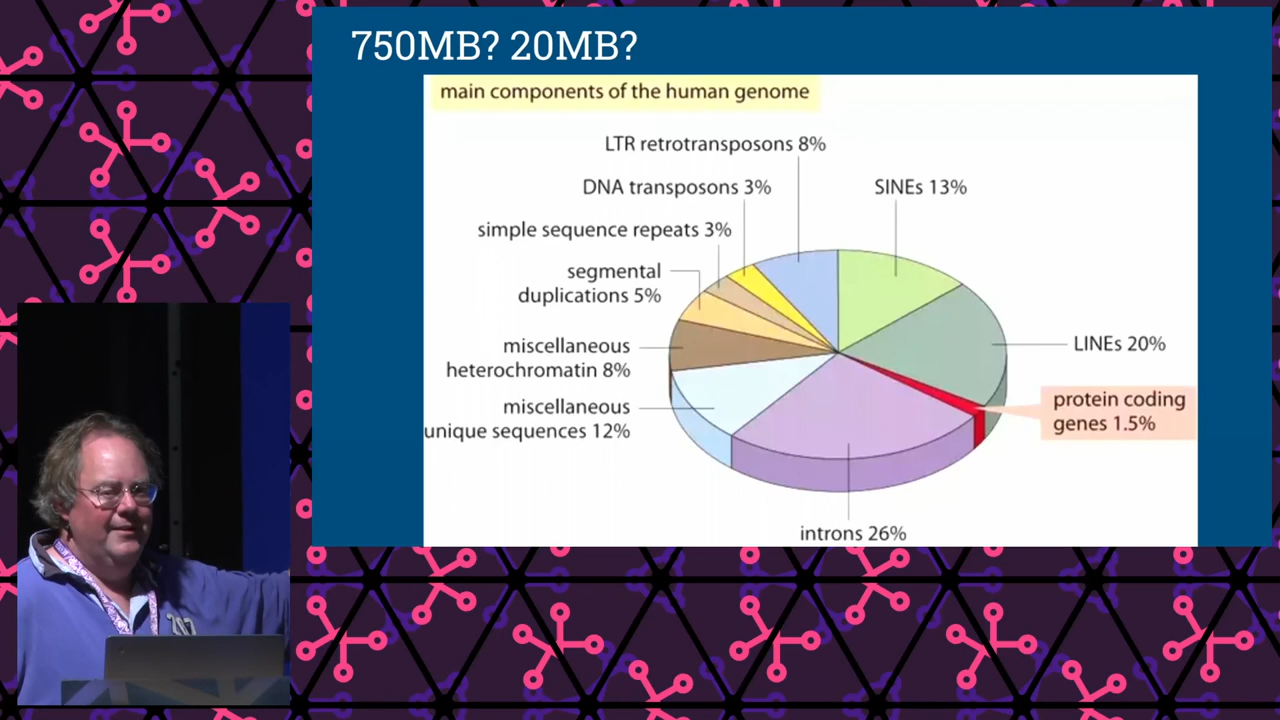 750MB? 20MB?
main components of the human genome
LTR retrotransposons 8%
DNA transposons 3%
SINEs 13%
simple sequence repeats 3%
segmental
duplications 5%
miscellaneous
heterochromatin 8%
LINEs 20%
miscellaneous
unique sequences 12%
protein coding
genes 1.5%
introns 26%